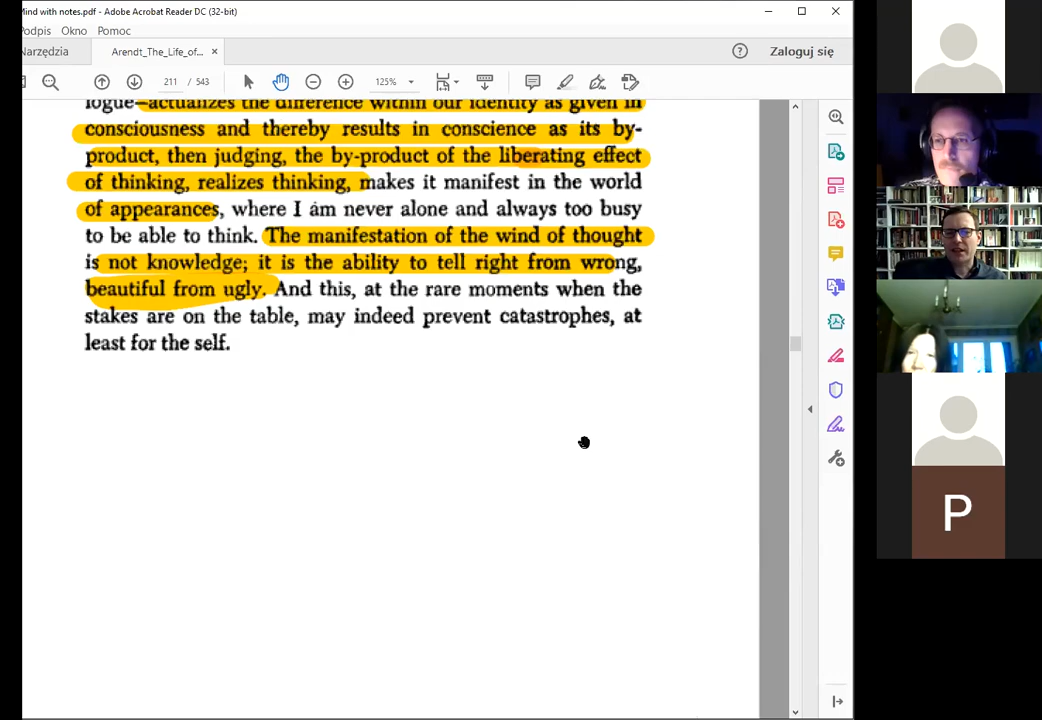 Mind with notes.pdf - Adobe Acrobat Reader DC (32-bit)
Podpis Okno Pomoc
Narzędzia Arendt_The_Life_of... Zaloguj się
211 / 543 125%
logue—actualizes the difference within our identity as given in
consciousness and thereby results in conscience as its by-
product, then judging, the by-product of the liberating effect
of thinking, realizes thinking, makes it manifest in the world
of appearances, where I am never alone and always too busy
to be able to think. The manifestation of the wind of thought
is not knowledge; it is the ability to tell right from wrong,
beautiful from ugly. And this, at the rare moments when the
stakes are on the table, may indeed prevent catastrophes, at
least for the self.
P